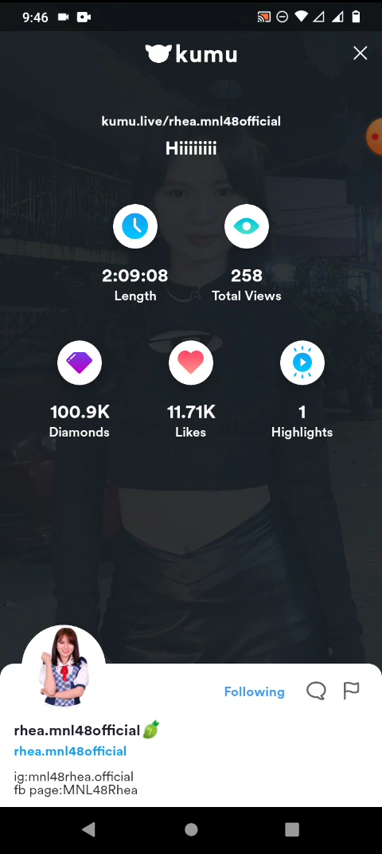 9:46
kumu
kumu.live/rhea.mnl48official
Hiiiiiiii
2:09:08
Length
258
Total Views
100.9K
Diamonds
11.71K
Likes
1
Highlights
Following
rhea.mnl48official
rhea.mnl48official
ig:mnl48rhea.official
fb page:MNL48Rhea